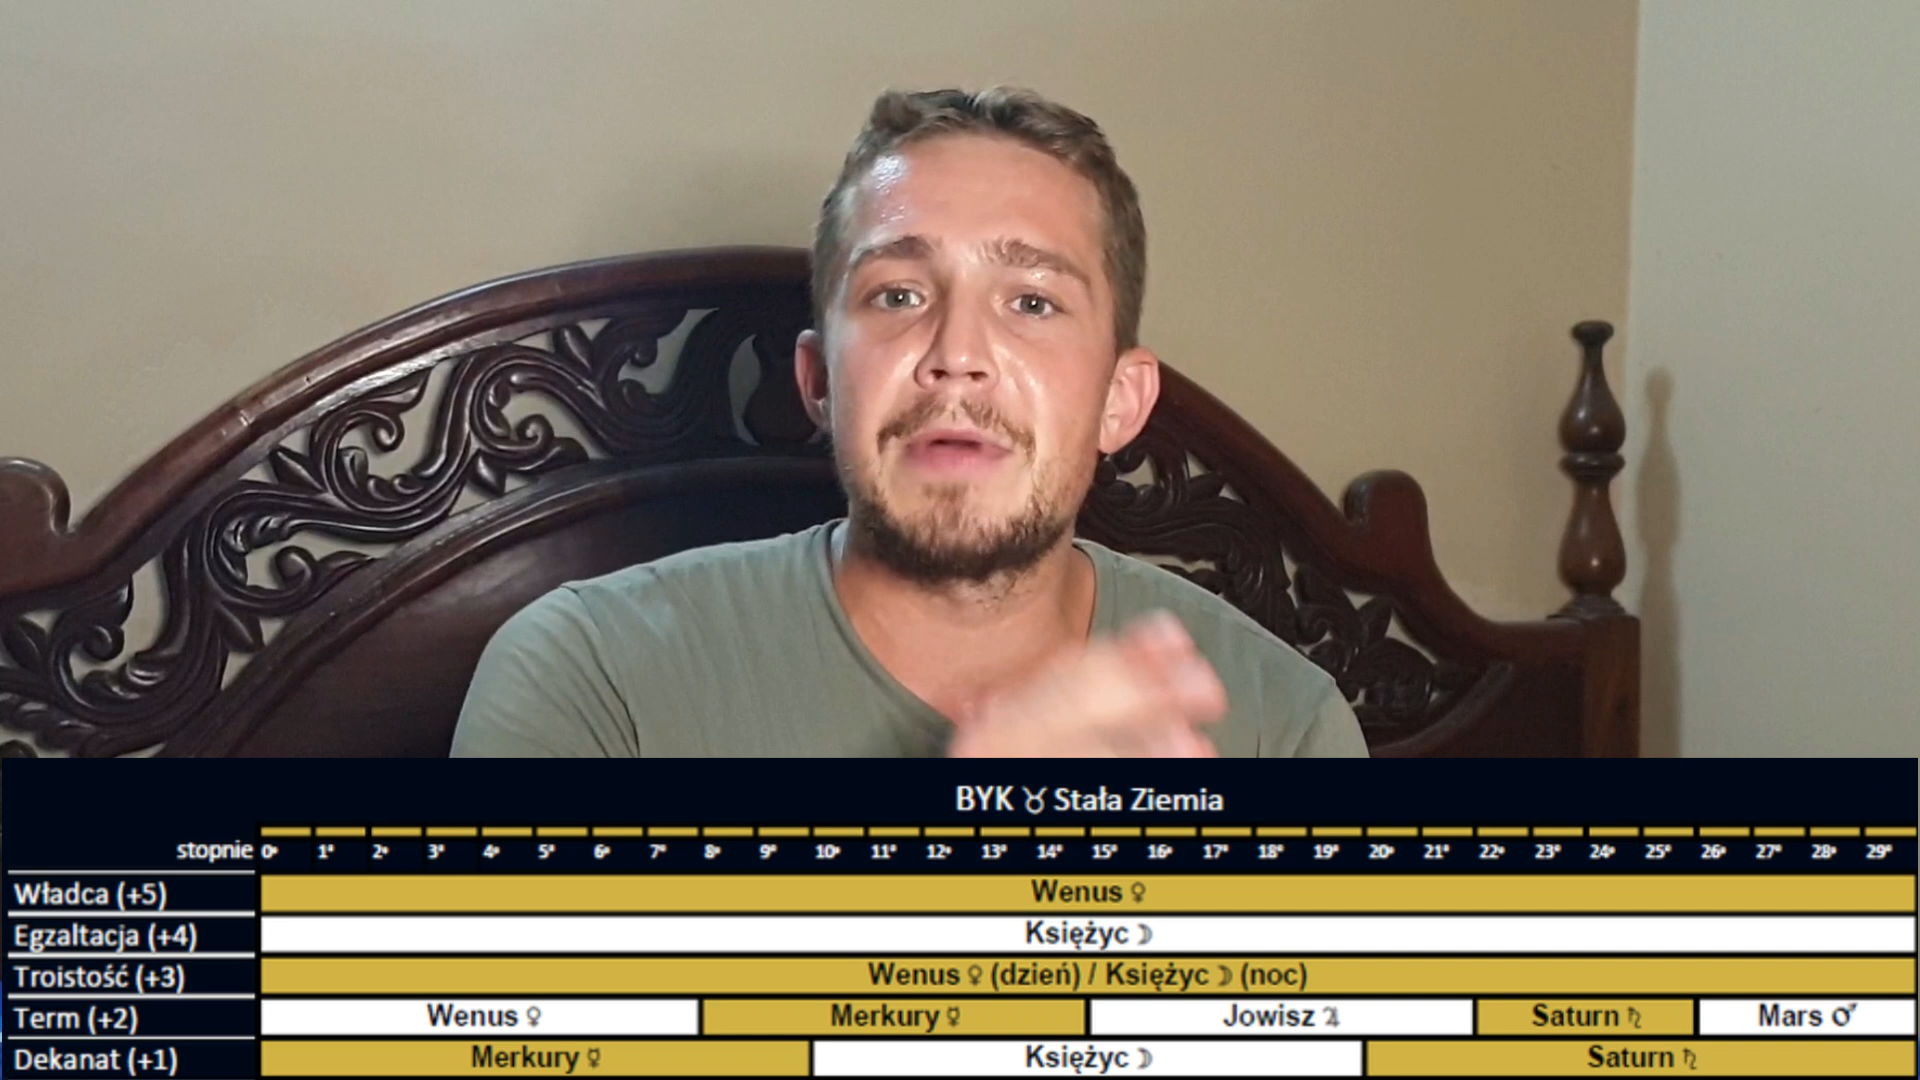 BYK ♉ Stała Ziemia
stopnie 0° 1° 2° 3° 4° 5° 6° 7° 8° 9° 10° 11° 12° 13° 14° 15° 16° 17° 18° 19° 20° 21° 22° 23° 24° 25° 26° 27° 28° 29°
Władca (+5) Wenus ♀
Egzaltacja (+4) Księżyc ☽
Troistość (+3) Wenus ♀ (dzień) / Księżyc ☽ (noc)
Term (+2) Wenus ♀ Merkury ☿ Jowisz ♃ Saturn ♄ Mars ♂
Dekanat (+1) Merkury ☿ Księżyc ☽ Saturn ♄